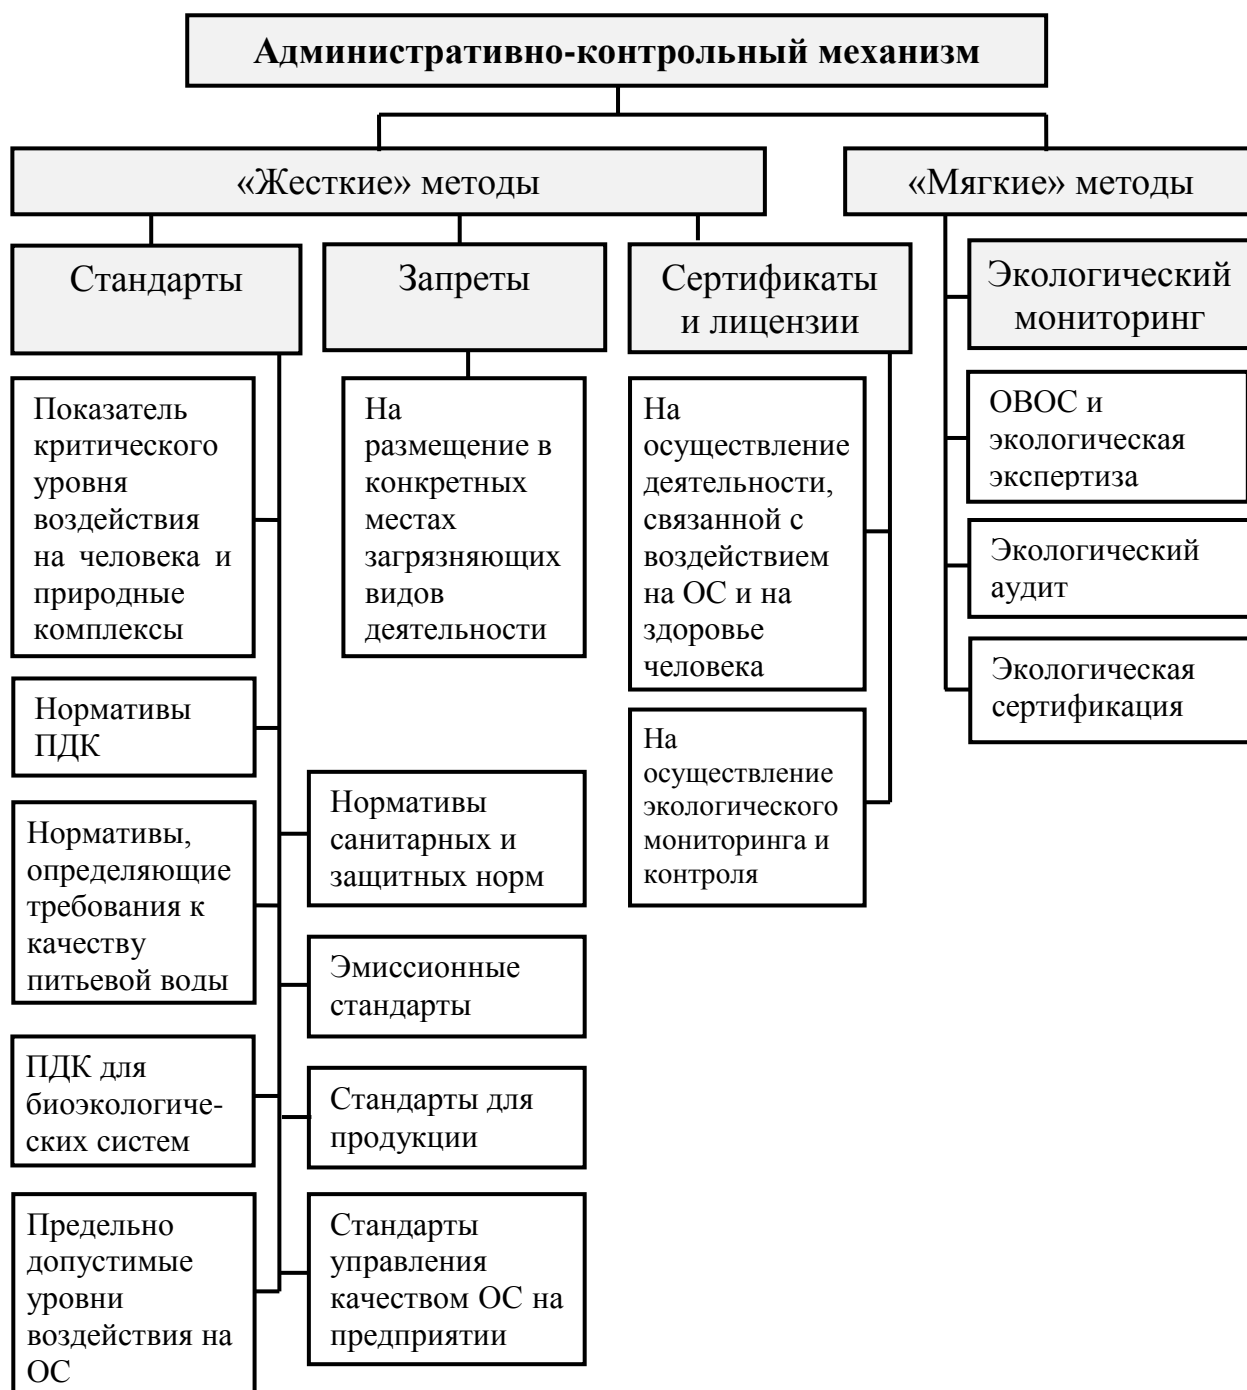 Административно-контрольный механизм
«Жесткие» методы
«Мягкие» методы
Стандарты
Запреты
Сертификаты
и лицензии
Экологический
мониторинг
Показатель
критического
уровня
воздействия
на человека и
природные
комплексы
На
размещение в
конкретных
местах
загрязняющих
видов
деятельности
На
осуществление
деятельности,
связанной с
воздействием
на ОС и на
здоровье
человека
ОВОС и
экологическая
экспертиза
Экологический
аудит
Экологическая
сертификация
Нормативы
ПДК
На
осуществление
экологического
мониторинга и
контроля
Нормативы,
определяющие
требования к
качеству
питьевой воды
Нормативы
санитарных и
защитных норм
Эмиссионные
стандарты
ПДК для
биоэкологиче-
ских систем
Стандарты для
продукции
Предельно
допустимые
уровни
воздействия на
ОС
Стандарты
управления
качеством ОС на
предприятии